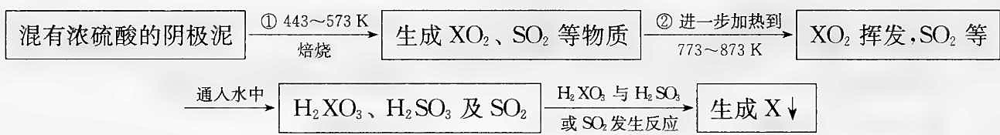 混有浓硫酸的阴极泥 ① 443～573 K 焙烧 生成 XO₂、SO₂ 等物质 ② 进一步加热到 773～873 K XO₂ 挥发,SO₂ 等
通入水中 H₂XO₃、H₂SO₃ 及 SO₂ H₂XO₃ 与 H₂SO₃ 或 SO₂ 发生反应 生成 X↓